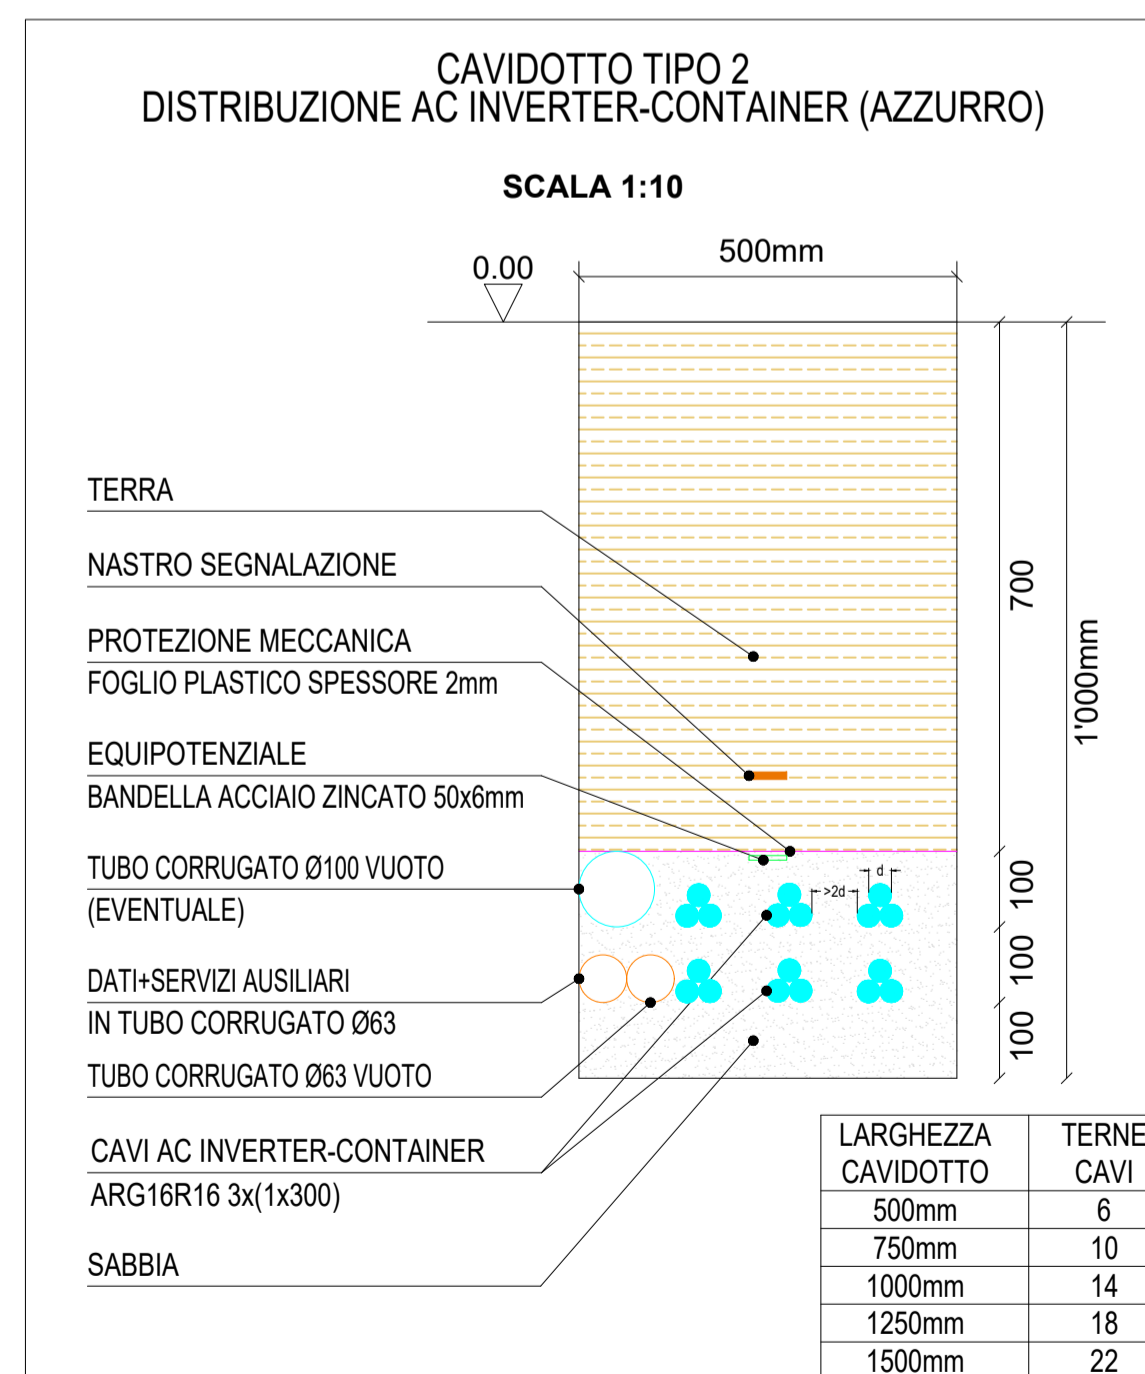 CAVIDOTTO TIPO 2
DISTRIBUZIONE AC INVERTER-CONTAINER (AZZURRO)
SCALA 1:10
500mm
0.00
TERRA
NASTRO SEGNALAZIONE
PROTEZIONE MECCANICA
FOGLIO PLASTICO SPESSORE 2mm
EQUIPOTENZIALE
BANDELLA ACCIAIO ZINCATO 50x6mm
TUBO CORRUGATO Ø100 VUOTO
(EVENTUALE)
DATI+SERVIZI AUSILIARI
IN TUBO CORRUGATO Ø63
TUBO CORRUGATO Ø63 VUOTO
CAVI AC INVERTER-CONTAINER
ARG16R16 3x(1x300)
SABBIA
d
>2d
700
100
100
100
1'000mm
LARGHEZZA CAVIDOTTO TERNE CAVI
500mm 6
750mm 10
1000mm 14
1250mm 18
1500mm 22